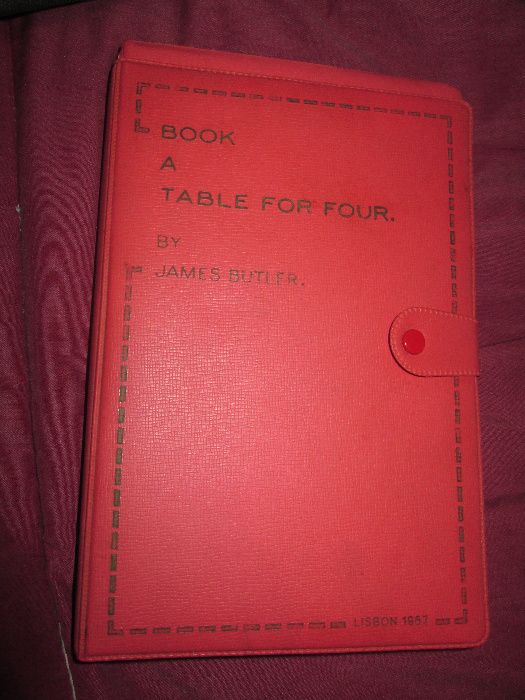 BOOK
A
TABLE FOR FOUR.
BY
JAMES BUTLER.
LISBON 1967